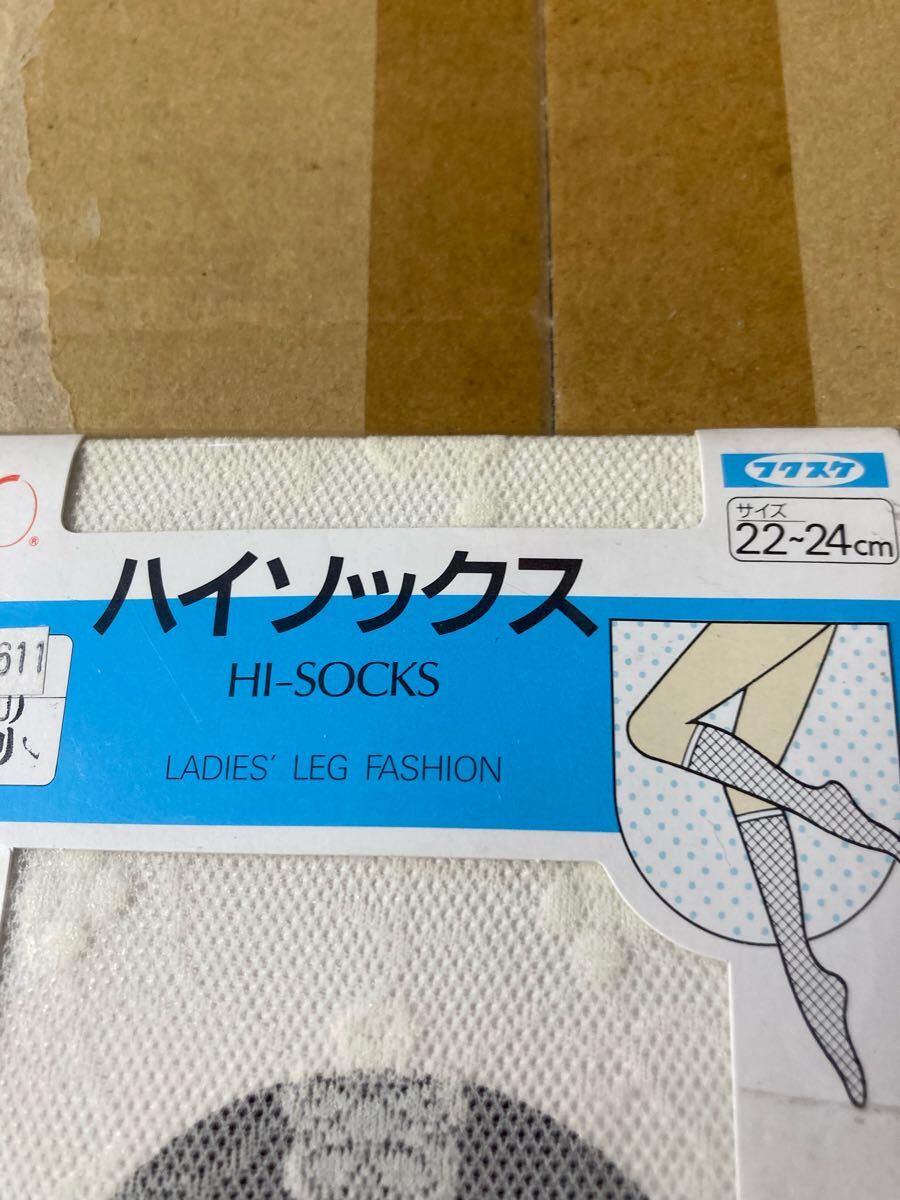 フクスケ
サイズ
22~24cm
®
ハイソックス
HI-SOCKS
LADIES' LEG FASHION
611